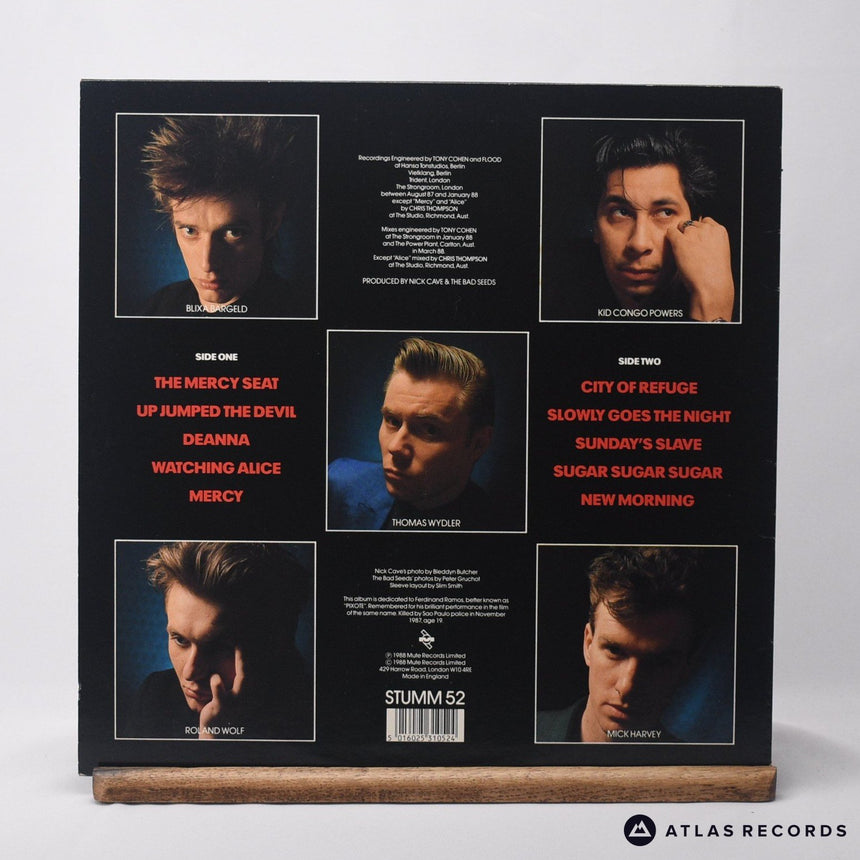 Recordings Engineered by TONY COHEN and FLOOD
at Hansa Tonstudios, Berlin
Vielklang, Berlin
Trident, London
The Strongroom, London
between August 87 and January 88
except "Mercy" and "Alice"
by CHRIS THOMPSON
at The Studio, Richmond, Aust.
Mixes engineered by TONY COHEN
at The Strongroom in January 88
and The Power Plant, Carlton, Aust.
in March 88.
Except "Alice" mixed by CHRIS THOMPSON
at The Studio, Richmond, Aust.
PRODUCED BY NICK CAVE & THE BAD SEEDS
BLIXA BARGELD
KID CONGO POWERS
SIDE ONE
THE MERCY SEAT
UP JUMPED THE DEVIL
DEANNA
WATCHING ALICE
MERCY
THOMAS WYDLER
SIDE TWO
CITY OF REFUGE
SLOWLY GOES THE NIGHT
SUNDAY'S SLAVE
SUGAR SUGAR SUGAR
NEW MORNING
Nick Cave's photo by Bleddyn Butcher
The Bad Seeds' photos by Peter Gruchot
Sleeve layout by Slim Smith
This album is dedicated to Ferdinand Ramos, better known as
"PIXOTE". Remembered for his brilliant performance in the film
of the same name. Killed by Sao Paulo police in November
1987, age 19.
℗ 1988 Mute Records Limited
© 1988 Mute Records Limited
429 Harrow Road, London W10 4RE
Made in England
STUMM 52
5 016025 310524
ROLAND WOLF
MICK HARVEY
ATLAS RECORDS